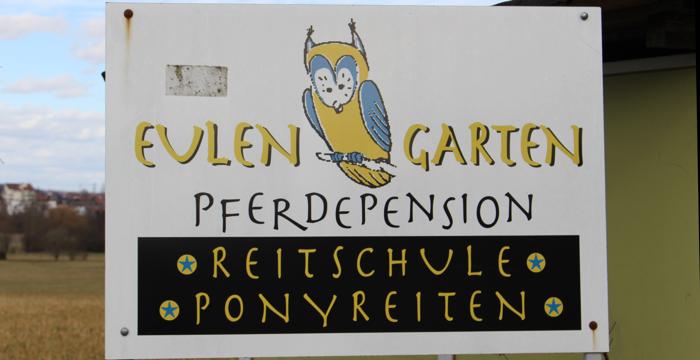 EULEN GARTEN
PFERDEPENSION
REITSCHULE
PONYREITEN